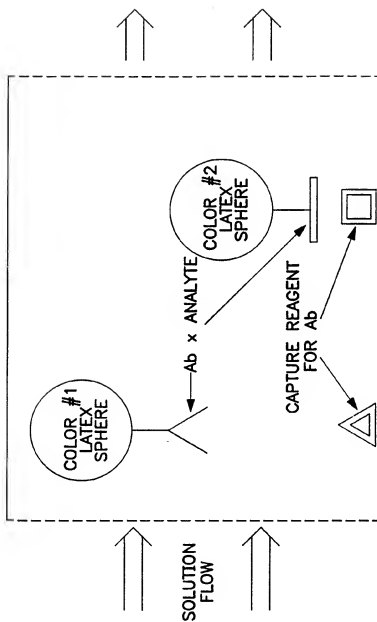 COLOR #1
LATEX
SPHERE
COLOR #2
LATEX
SPHERE
Ab x ANALYTE
CAPTURE REAGENT
FOR Ab
SOLUTION
FLOW